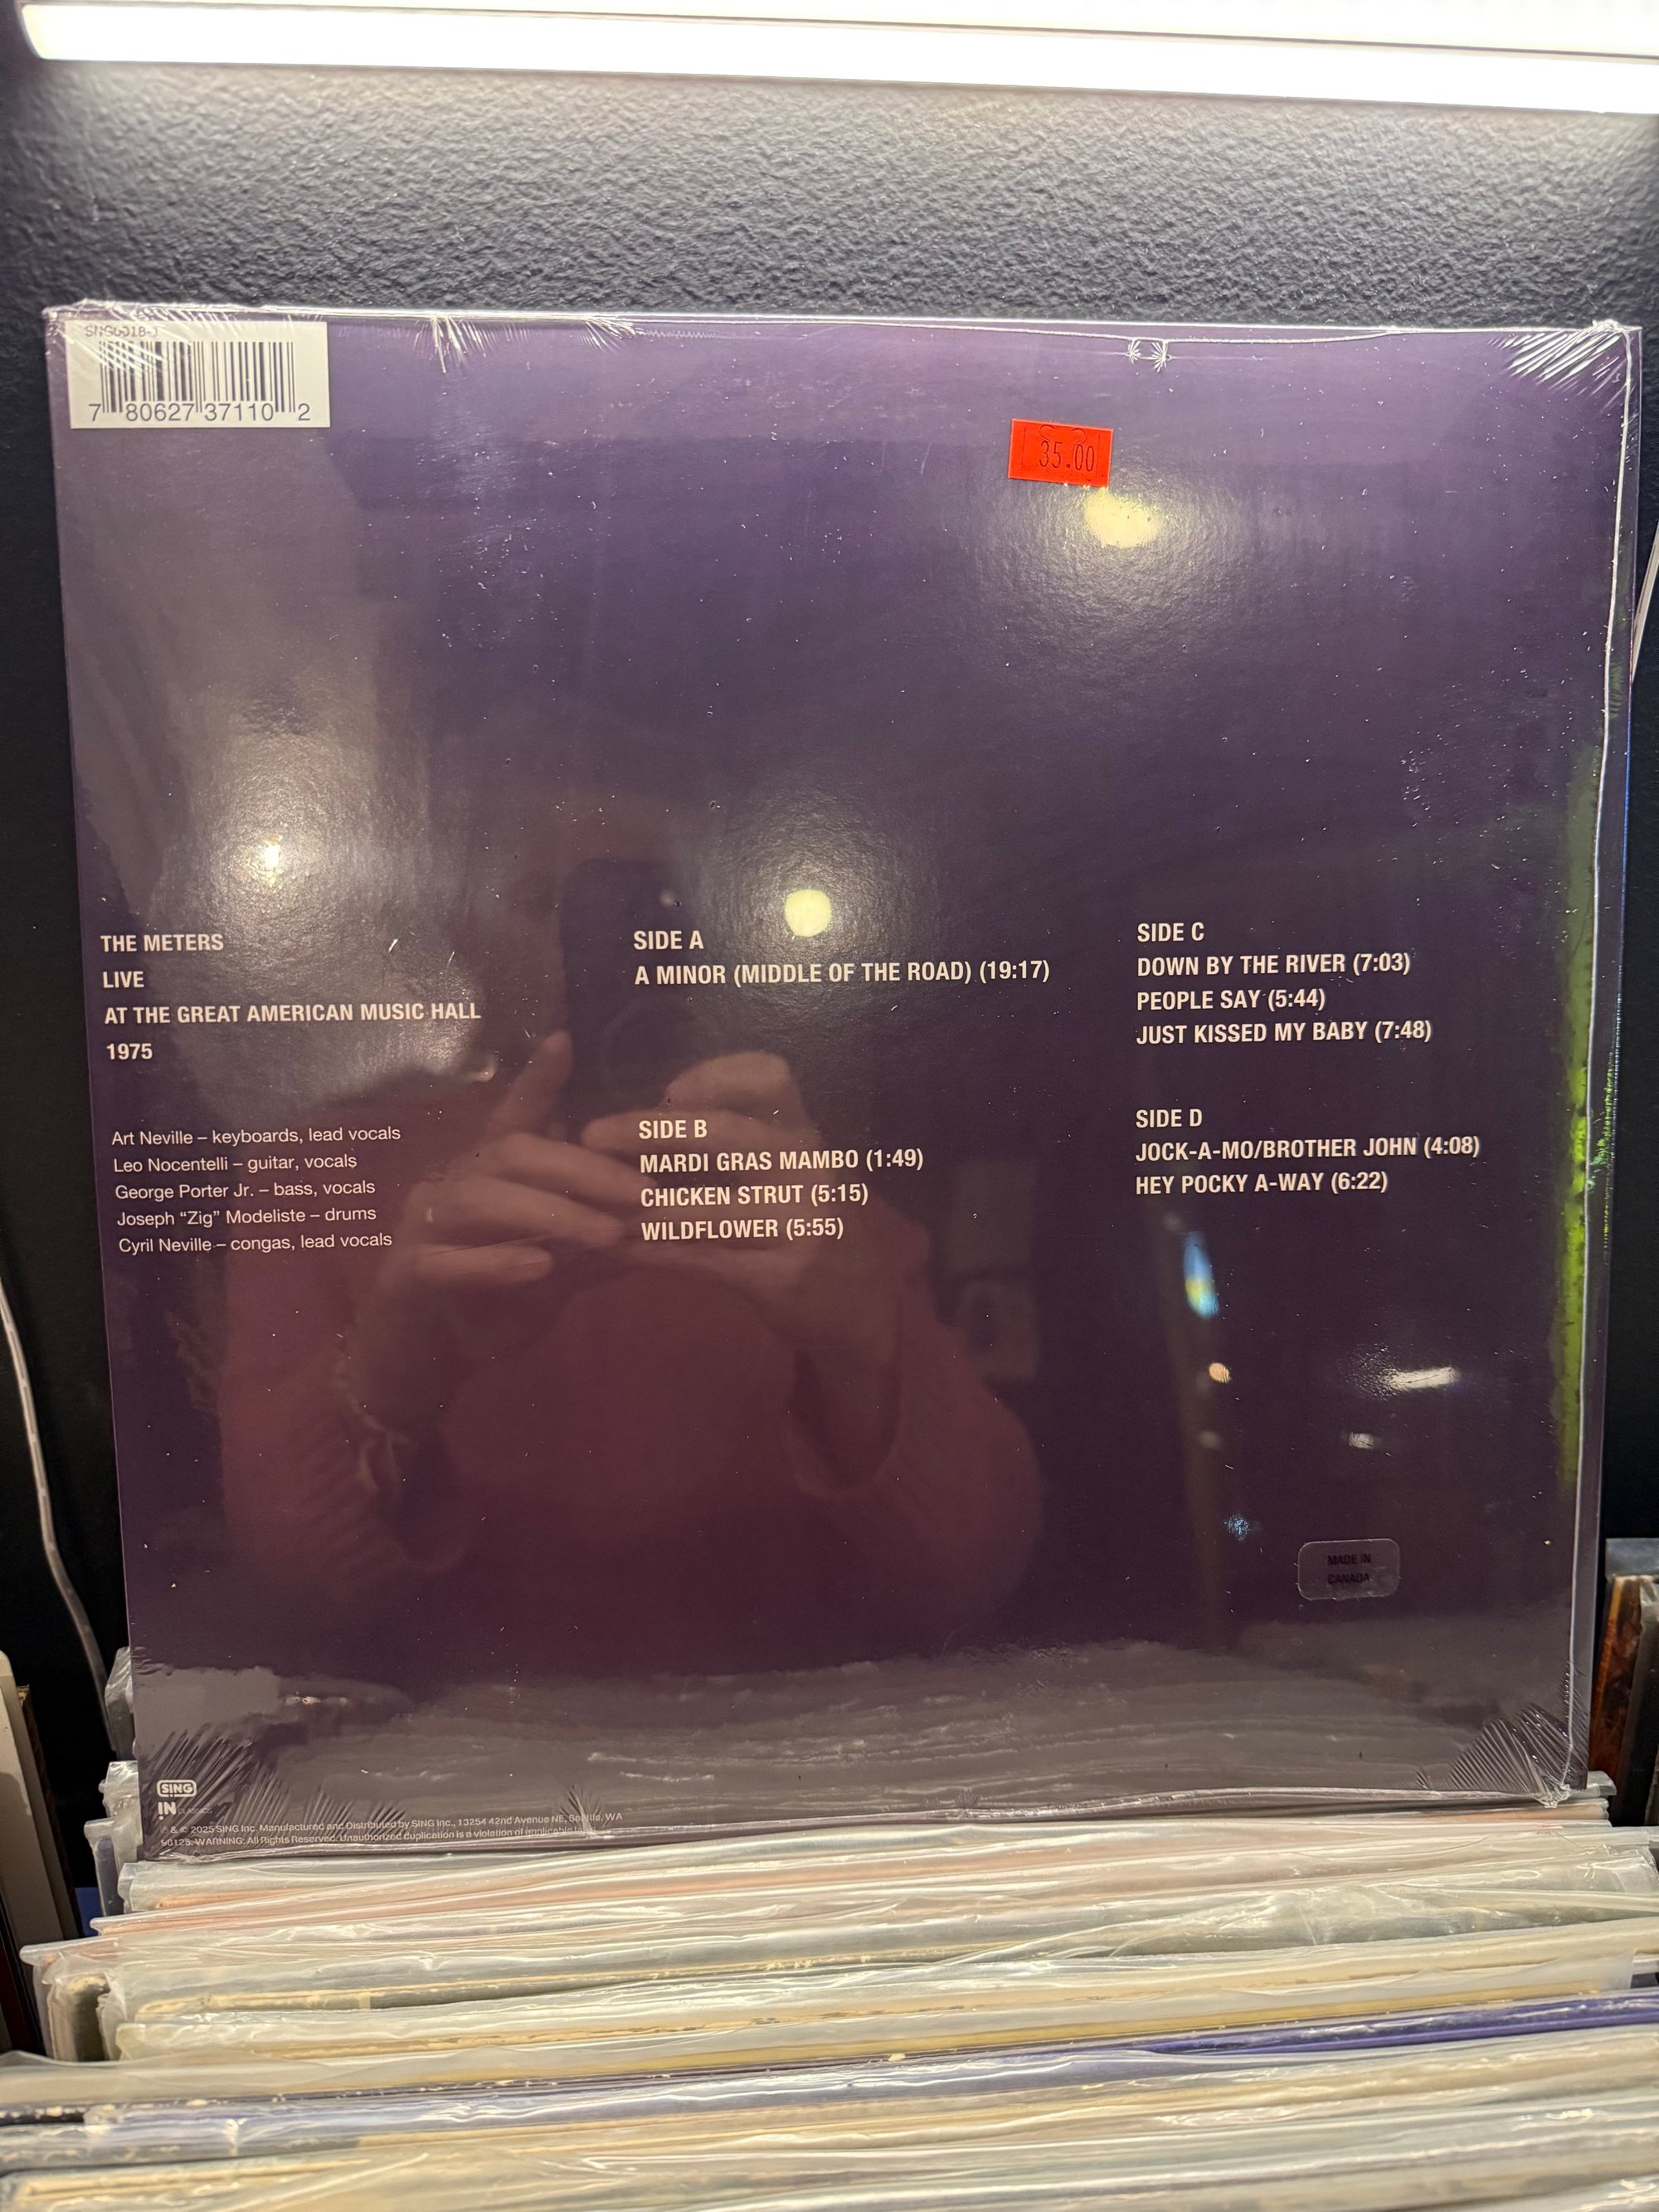 SNG0018-1
7 80627 37110 2
35.00
THE METERS
LIVE
AT THE GREAT AMERICAN MUSIC HALL
1975
Art Neville – keyboards, lead vocals
Leo Nocentelli – guitar, vocals
George Porter Jr. – bass, vocals
Joseph “Zig” Modeliste – drums
Cyril Neville – congas, lead vocals
SIDE A
A MINOR (MIDDLE OF THE ROAD) (19:17)
SIDE B
MARDI GRAS MAMBO (1:49)
CHICKEN STRUT (5:15)
WILDFLOWER (5:55)
SIDE C
DOWN BY THE RIVER (7:03)
PEOPLE SAY (5:44)
JUST KISSED MY BABY (7:48)
SIDE D
JOCK-A-MO/BROTHER JOHN (4:08)
HEY POCKY A-WAY (6:22)
MADE IN
CANADA
SING
IN
℗ & © 2025 SING Inc. Manufactured and Distributed by SING Inc., 13254 42nd Avenue NE, Seattle, WA
98125. WARNING: All Rights Reserved. Unauthorized duplication is a violation of applicable laws.